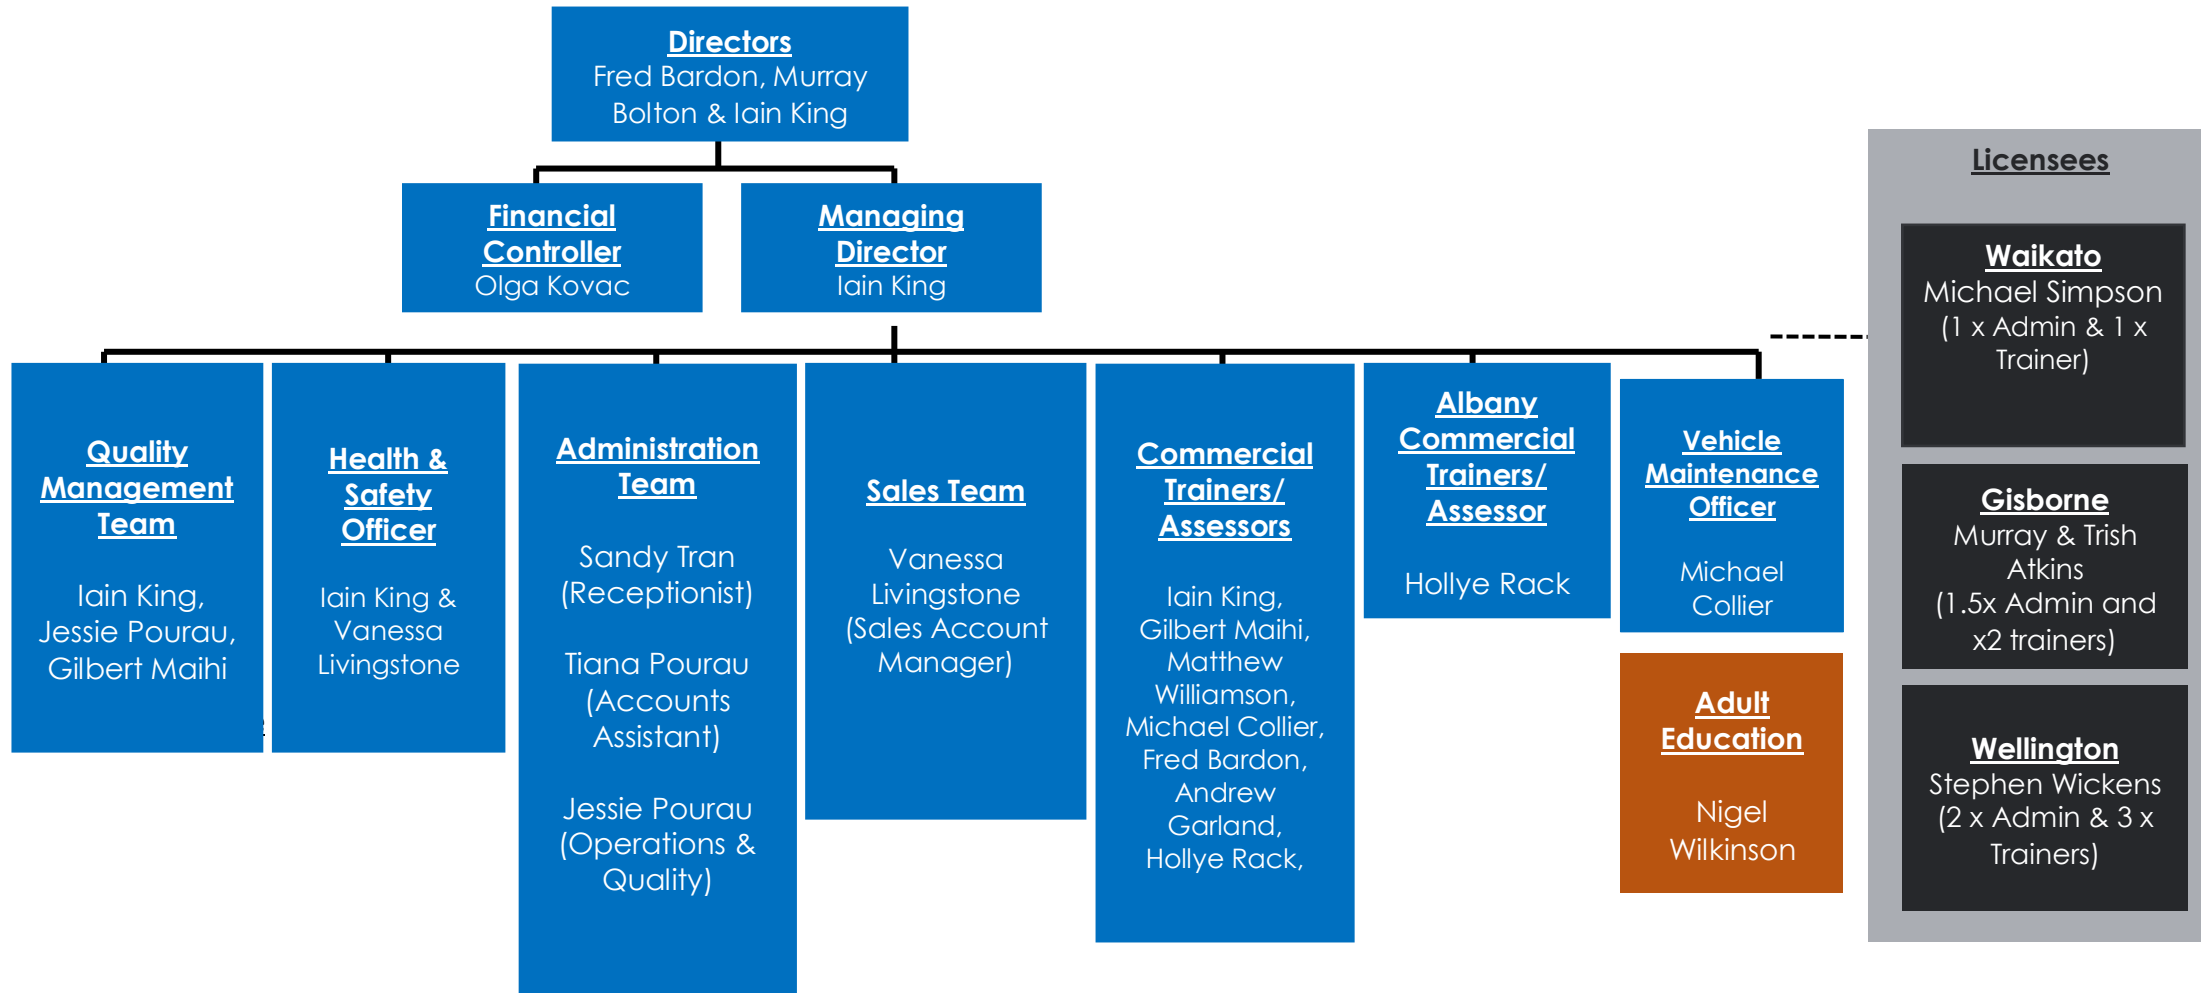 Directors
Fred Bardon, Murray
Bolton & Iain King
Financial
Controller
Olga Kovac
Managing
Director
Iain King
Quality
Management
Team
Iain King,
Jessie Pourau,
Gilbert Maihi
Health &
Safety
Officer
Iain King &
Vanessa
Livingstone
Administration
Team
Sandy Tran
(Receptionist)
Tiana Pourau
(Accounts
Assistant)
Jessie Pourau
(Operations &
Quality)
Sales Team
Vanessa
Livingstone
(Sales Account
Manager)
Commercial
Trainers/
Assessors
Iain King,
Gilbert Maihi,
Matthew
Williamson,
Michael Collier,
Fred Bardon,
Andrew
Garland,
Hollye Rack,
Albany
Commercial
Trainers/
Assessor
Hollye Rack
Vehicle
Maintenance
Officer
Michael
Collier
Adult
Education
Nigel
Wilkinson
Licensees
Waikato
Michael Simpson
(1 x Admin & 1 x
Trainer)
Gisborne
Murray & Trish
Atkins
(1.5x Admin and
x2 trainers)
Wellington
Stephen Wickens
(2 x Admin & 3 x
Trainers)